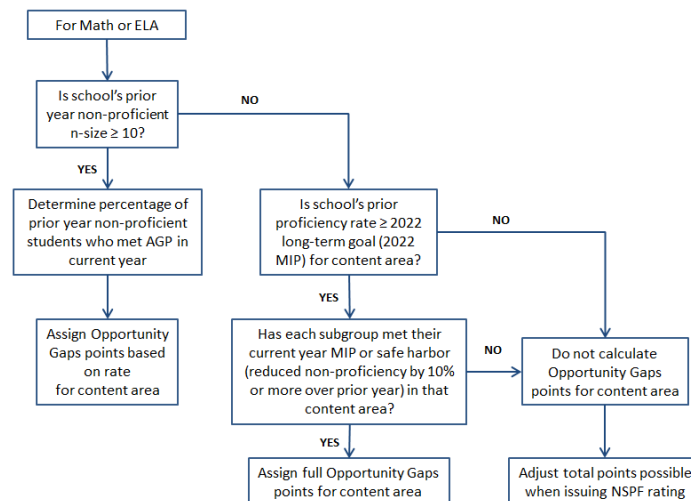 For Math or ELA
Is school's prior
year non-proficient
n-size ≥ 10?
NO
YES
Determine percentage of
prior year non-proficient
students who met AGP in
current year
Is school's prior
proficiency rate ≥ 2022
long-term goal (2022
MIP) for content area?
NO
YES
Assign Opportunity
Gaps points based
on rate
for content area
Has each subgroup met their
current year MIP or safe harbor
(reduced non-proficiency by 10%
or more over prior year) in that
content area?
NO
Do not calculate
Opportunity Gaps
points for content area
YES
Assign full Opportunity Gaps
points for content area
Adjust total points possible
when issuing NSPF rating